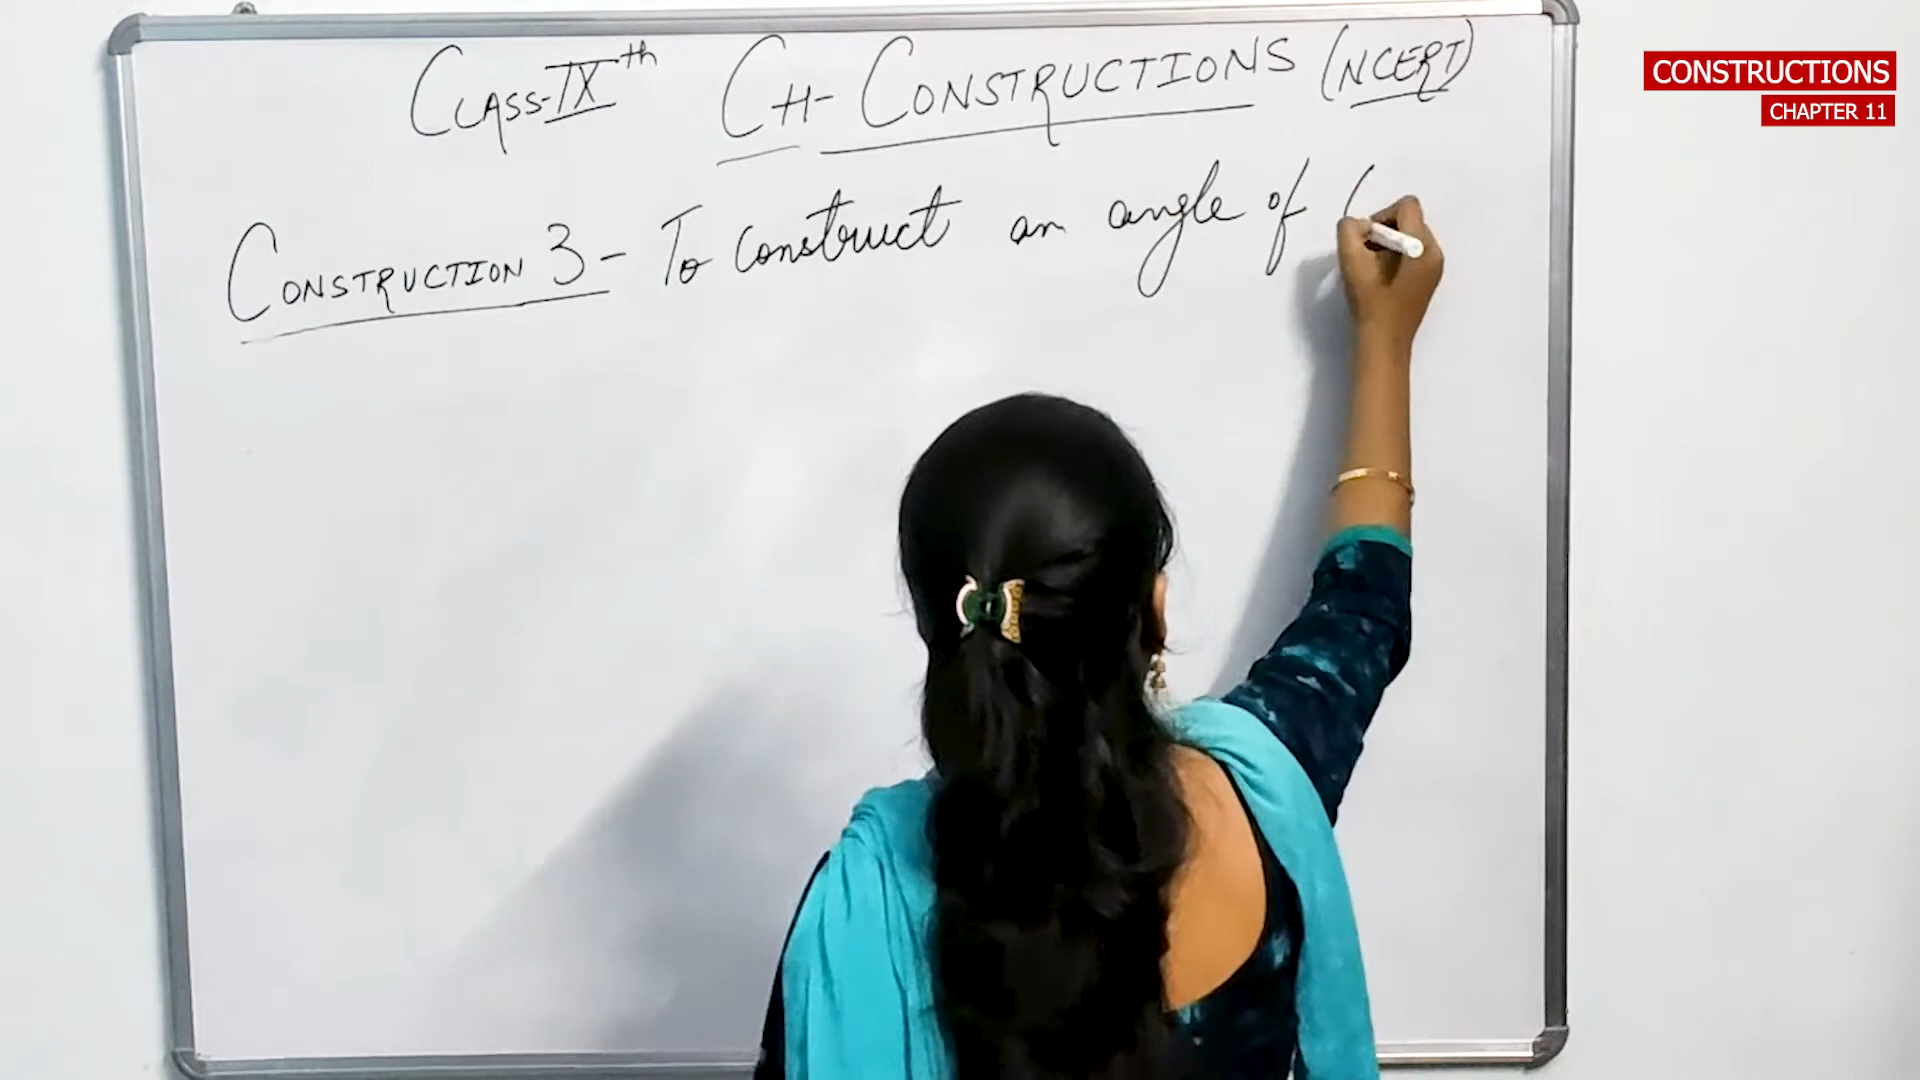 CLASS-IXth CH- CONSTRUCTIONS (NCERT)
CONSTRUCTIONS
CHAPTER 11
CONSTRUCTION 3 - To construct an angle of